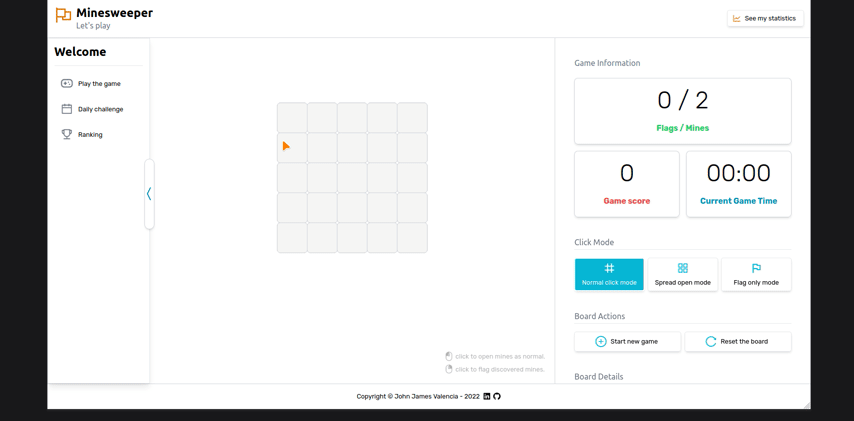 Minesweeper
Let's play
See my statistics
Welcome
Play the game
Daily challenge
Ranking
click to open mines as normal.
click to flag discovered mines.
Game Information
0 / 2
Flags / Mines
0
Game score
00:00
Current Game Time
Click Mode
Normal click mode
Spread open mode
Flag only mode
Board Actions
Start new game
Reset the board
Board Details
Copyright © John James Valencia - 2022